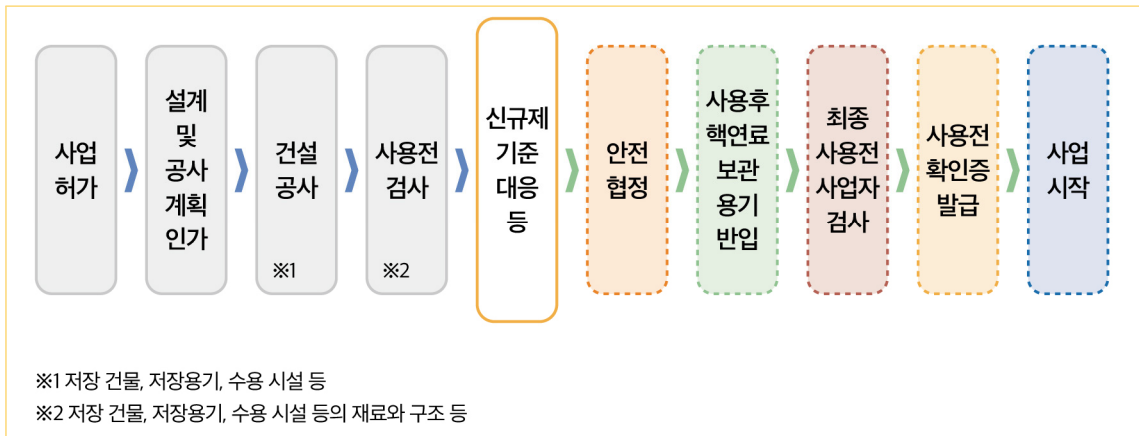 사업
허가
설계
및
공사
계획
인가
건설
공사
※1
사용전
검사
※2
신규제
기준
대응
등
안전
협정
사용후
핵연료
보관
용기
반입
최종
사용전
사업자
검사
사용전
확인증
발급
사업
시작
※1 저장 건물, 저장용기, 수용 시설 등
※2 저장 건물, 저장용기, 수용 시설 등의 재료와 구조 등